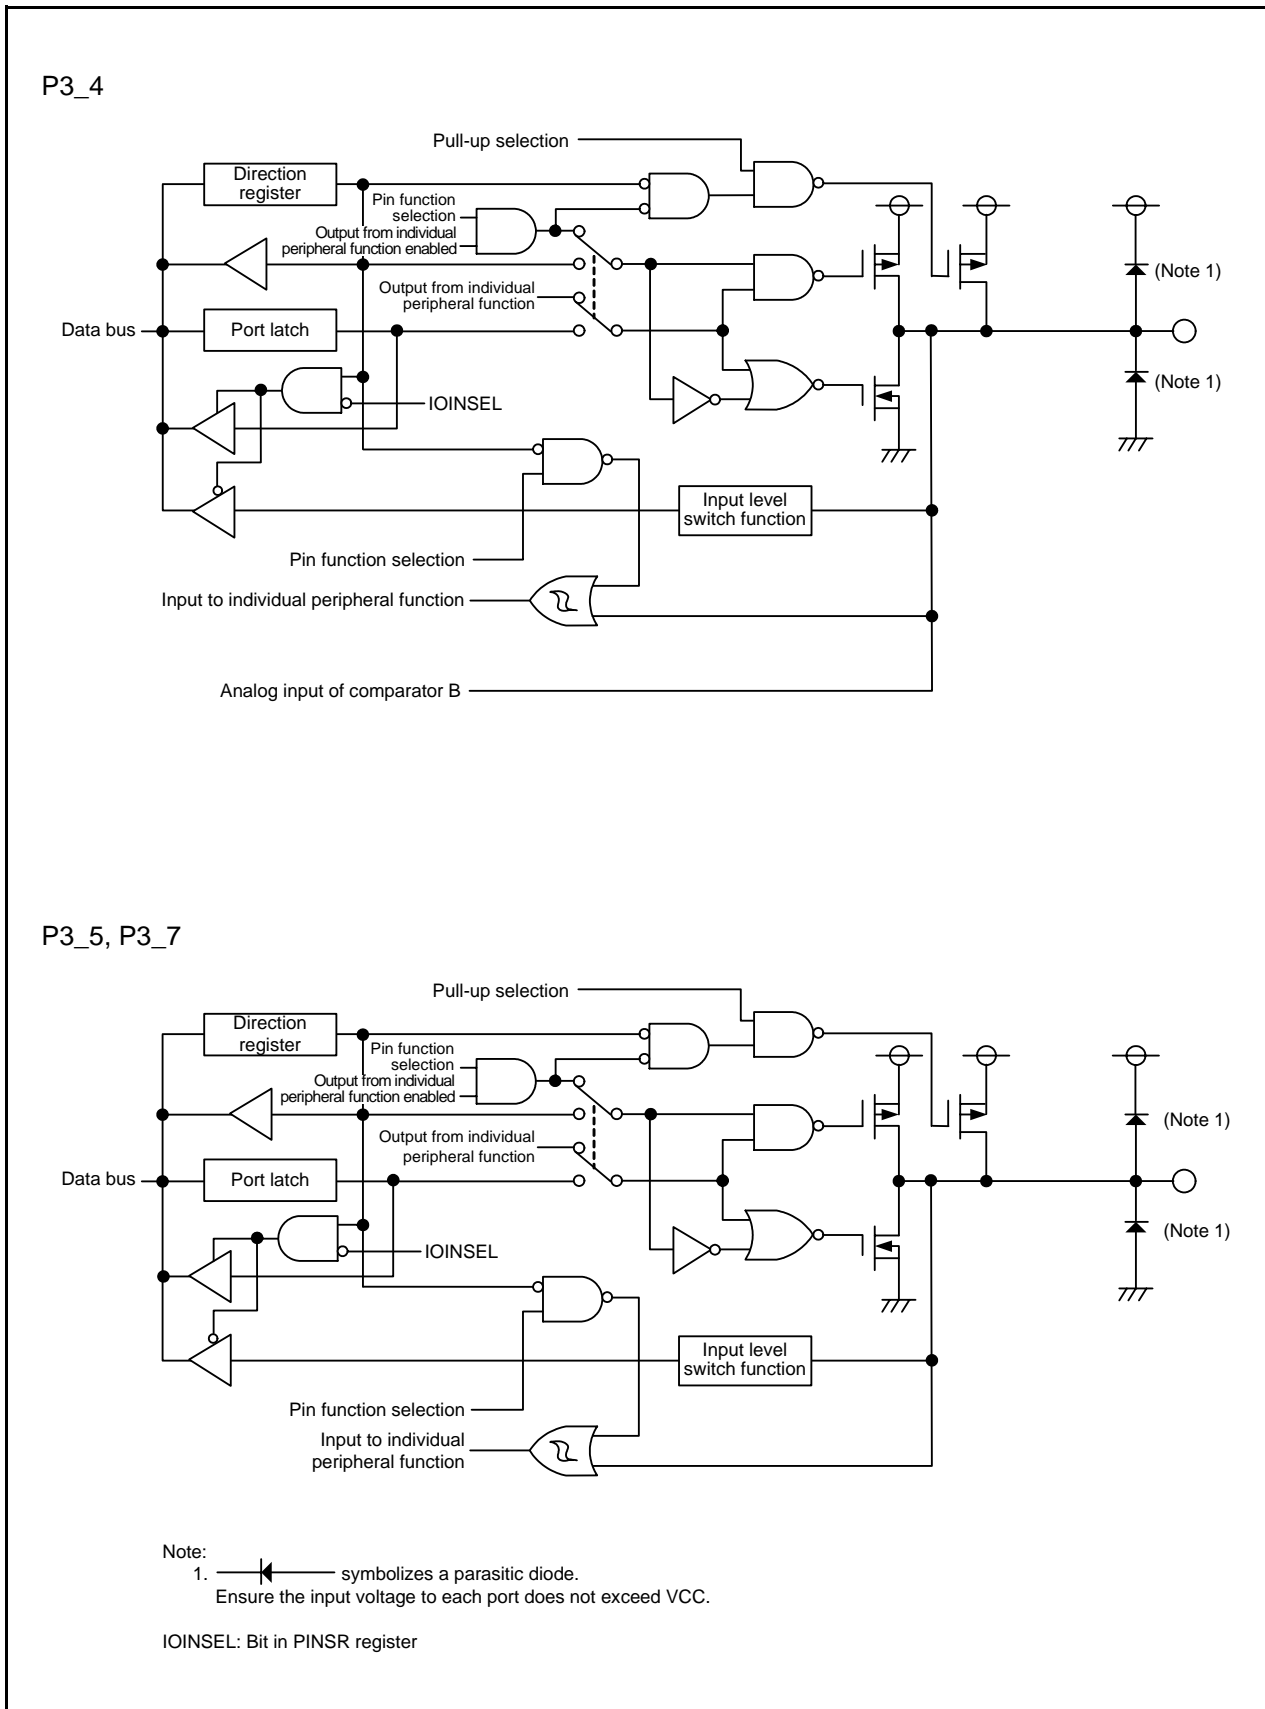 P3_4
Pull-up selection
Direction
register
Pin function
selection
Output from individual
peripheral function enabled
(Note 1)
Output from individual
peripheral function
Data bus
Port latch
(Note 1)
IOINSEL
Input level
switch function
Pin function selection
Input to individual peripheral function
Analog input of comparator B
P3_5, P3_7
Pull-up selection
Direction
register
Pin function
selection
Output from individual
peripheral function enabled
(Note 1)
Output from individual
peripheral function
Data bus
Port latch
(Note 1)
IOINSEL
Input level
switch function
Pin function selection
Input to individual
peripheral function
Note:
1. symbolizes a parasitic diode.
Ensure the input voltage to each port does not exceed VCC.
IOINSEL: Bit in PINSR register